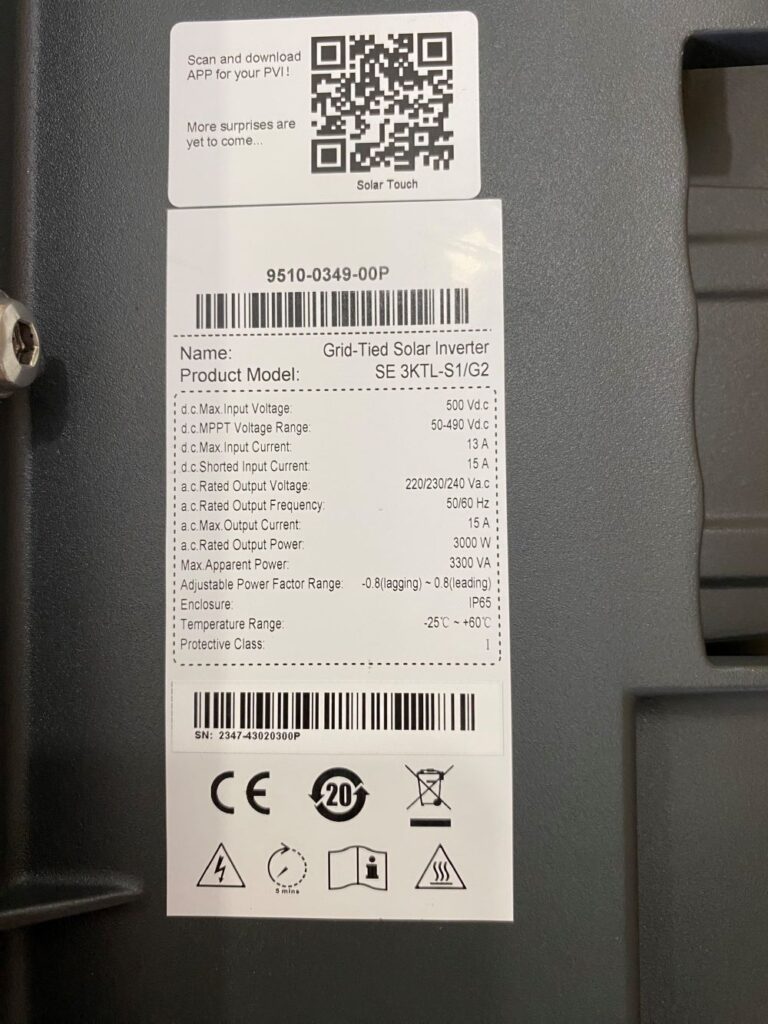 Scan and download
APP for your PVI !
More surprises are
yet to come...
Solar Touch
9510-0349-00P
Name: Grid-Tied Solar Inverter
Product Model: SE 3KTL-S1/G2
d.c.Max.Input Voltage: 500 Vd.c
d.c.MPPT Voltage Range: 50-490 Vd.c
d.c.Max.Input Current: 13 A
d.c.Shorted Input Current: 15 A
a.c.Rated Output Voltage: 220/230/240 Va.c
a.c.Rated Output Frequency: 50/60 Hz
a.c.Max.Output Current: 15 A
a.c.Rated Output Power: 3000 W
Max.Apparent Power: 3300 VA
Adjustable Power Factor Range: -0.8(lagging) ~ 0.8(leading)
Enclosure: IP65
Temperature Range: -25℃ ~ +60℃
Protective Class: I
SN: 2347-43020300P
CE 20
5 mins